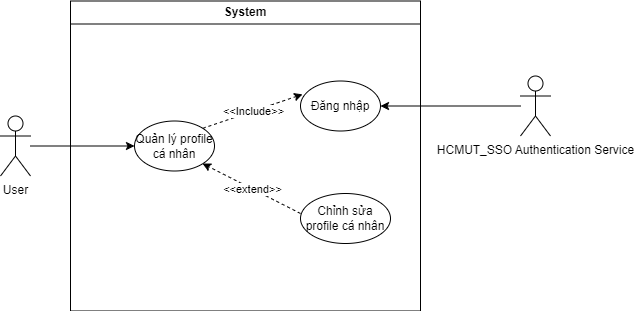 System
Đăng nhập
<<Include>>
HCMUT_SSO Authentication Service
Quản lý profile
cá nhân
User
<<extend>>
Chỉnh sửa
profile cá nhân